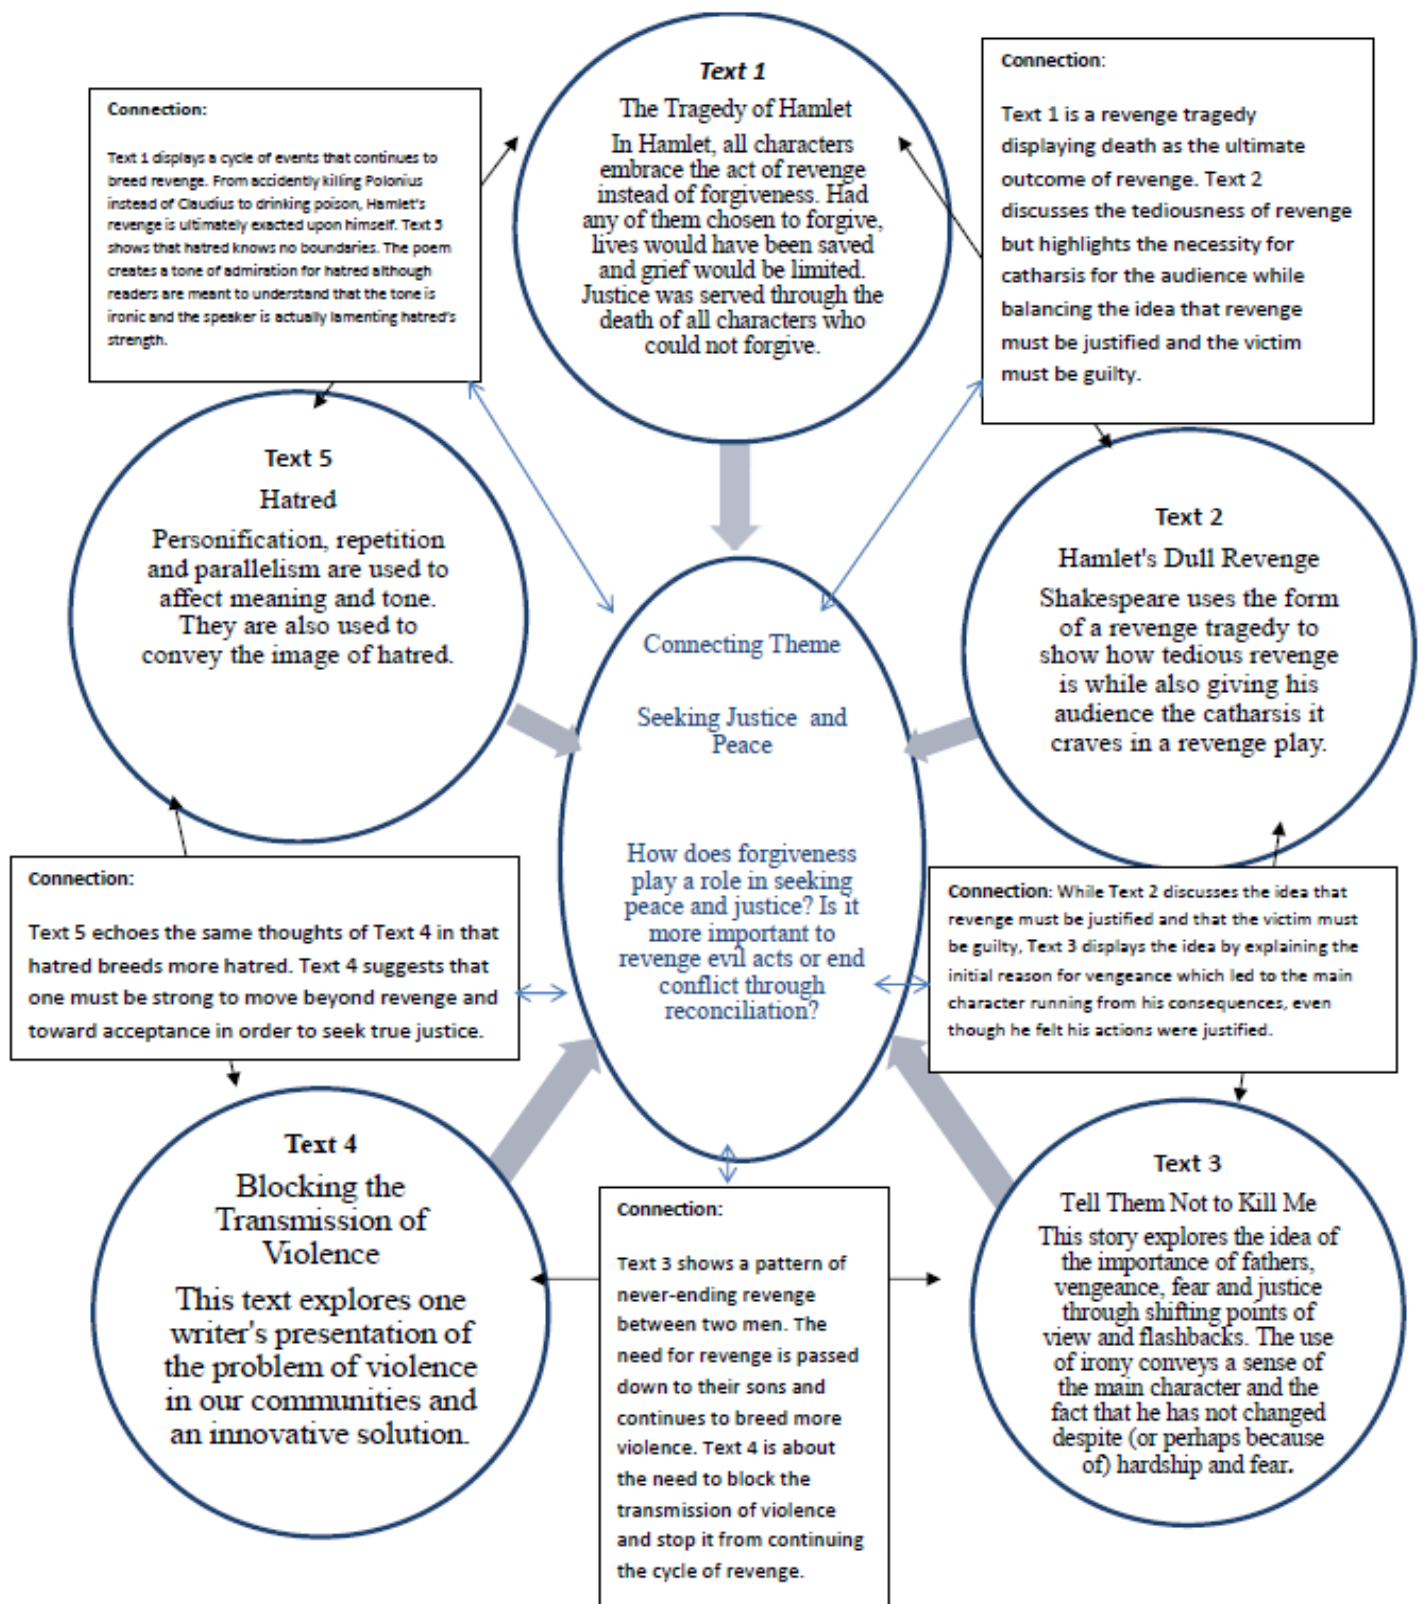 Text 1
The Tragedy of Hamlet
In Hamlet, all characters
embrace the act of revenge
instead of forgiveness. Had
any of them chosen to forgive,
lives would have been saved
and grief would be limited.
Justice was served through the
death of all characters who
could not forgive.
Connection:
Text 1 is a revenge tragedy
displaying death as the ultimate
outcome of revenge. Text 2
discusses the tediousness of revenge
but highlights the necessity for
catharsis for the audience while
balancing the idea that revenge
must be justified and the victim
must be guilty.
Text 2
Hamlet's Dull Revenge
Shakespeare uses the form
of a revenge tragedy to
show how tedious revenge
is while also giving his
audience the catharsis it
craves in a revenge play.
Connection: While Text 2 discusses the idea that
revenge must be justified and that the victim must
be guilty, Text 3 displays the idea by explaining the
initial reason for vengeance which led to the main
character running from his consequences, even
though he felt his actions were justified.
Text 3
Tell Them Not to Kill Me
This story explores the idea of
the importance of fathers,
vengeance, fear and justice
through shifting points of
view and flashbacks. The use
of irony conveys a sense of
the main character and the
fact that he has not changed
despite (or perhaps because
of) hardship and fear.
Connection:
Text 3 shows a pattern of
never-ending revenge
between two men. The
need for revenge is passed
down to their sons and
continues to breed more
violence. Text 4 is about
the need to block the
transmission of violence
and stop it from continuing
the cycle of revenge.
Text 4
Blocking the
Transmission of
Violence
This text explores one
writer's presentation of
the problem of violence
in our communities and
an innovative solution.
Connection:
Text 5 echoes the same thoughts of Text 4 in that
hatred breeds more hatred. Text 4 suggests that
one must be strong to move beyond revenge and
toward acceptance in order to seek true justice.
Text 5
Hatred
Personification, repetition
and parallelism are used to
affect meaning and tone.
They are also used to
convey the image of hatred.
Connection:
Text 1 displays a cycle of events that continues to
breed revenge. From accidently killing Polonius
instead of Claudius to drinking poison, Hamlet's
revenge is ultimately exacted upon himself. Text 5
shows that hatred knows no boundaries. The poem
creates a tone of admiration for hatred although
readers are meant to understand that the tone is
ironic and the speaker is actually lamenting hatred's
strength.
Connecting Theme
Seeking Justice and
Peace
How does forgiveness
play a role in seeking
peace and justice? Is it
more important to
revenge evil acts or end
conflict through
reconciliation?